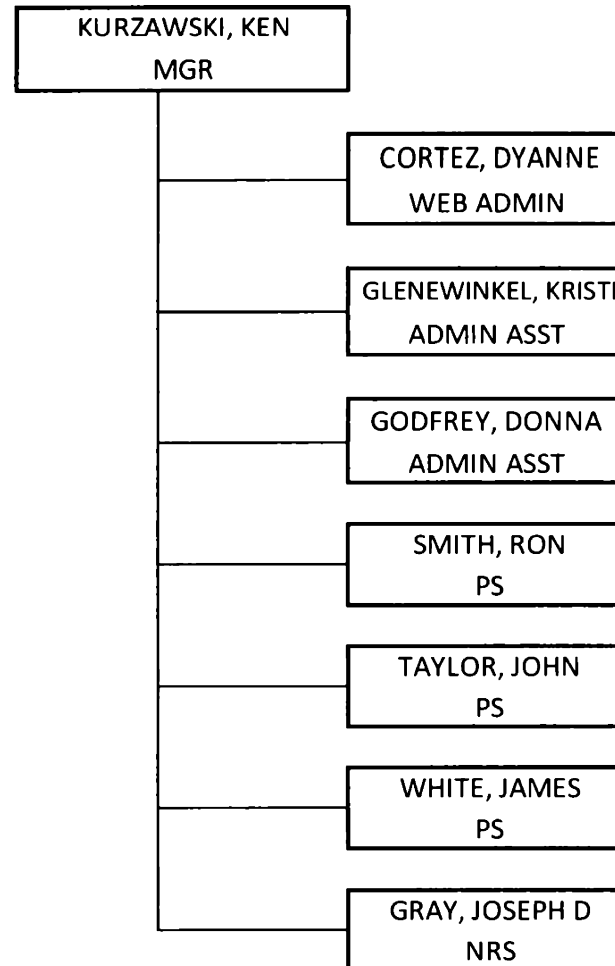 KURZAWSKI, KEN
MGR
CORTEZ, DYANNE
WEB ADMIN
GLENEWINKEL, KRISTI
ADMIN ASST
GODFREY, DONNA
ADMIN ASST
SMITH, RON
PS
TAYLOR, JOHN
PS
WHITE, JAMES
PS
GRAY, JOSEPH D
NRS